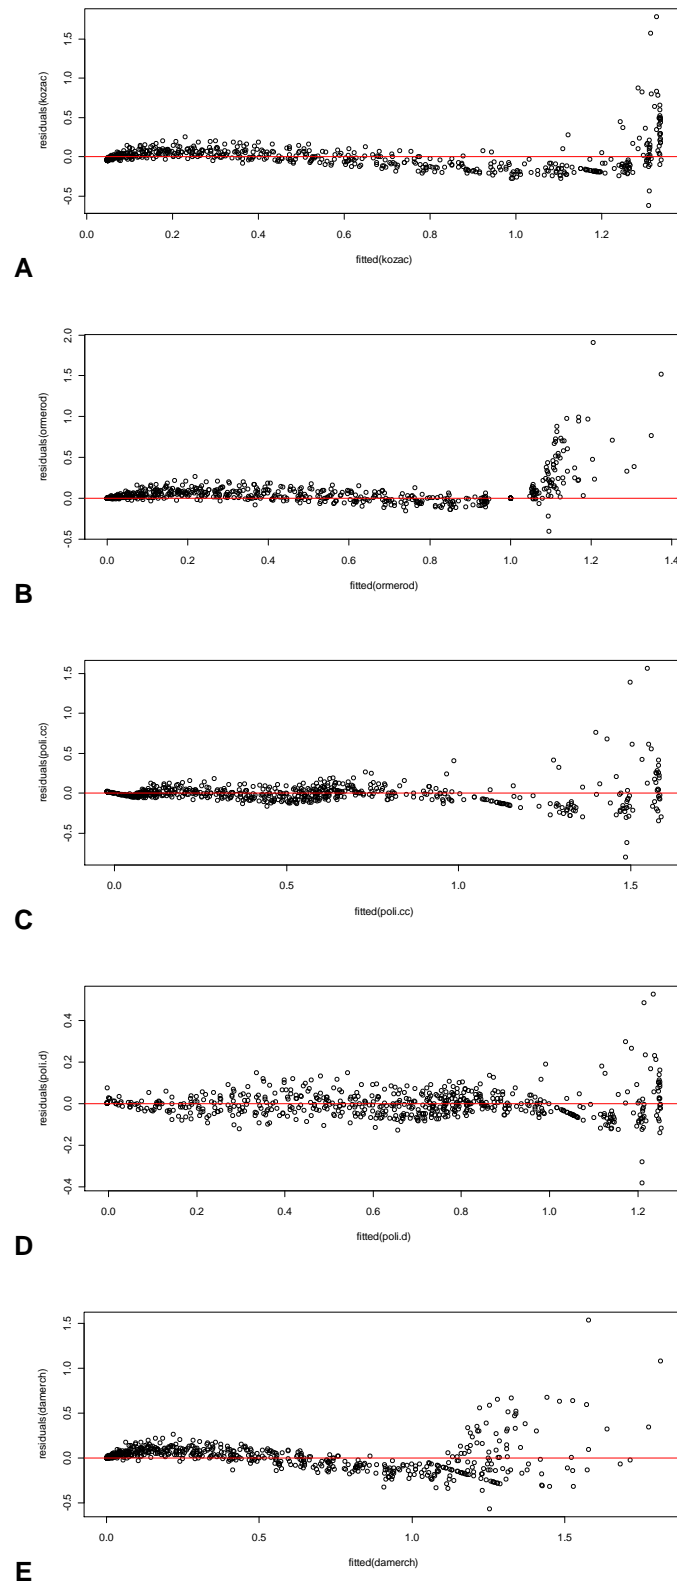 1.5
1.0
0.5
0.0
-0.5
residuals(kozac)
0.0 0.2 0.4 0.6 0.8 1.0 1.2
fitted(kozac)
A
2.0
1.5
1.0
0.5
0.0
-0.5
residuals(ormerod)
0.0 0.2 0.4 0.6 0.8 1.0 1.2 1.4
fitted(ormerod)
B
1.5
1.0
0.5
0.0
-0.5
residuals(poli.cc)
0.0 0.5 1.0 1.5
fitted(poli.cc)
C
0.4
0.2
0.0
-0.2
-0.4
residuals(poli.d)
0.0 0.2 0.4 0.6 0.8 1.0 1.2
fitted(poli.d)
D
1.5
1.0
0.5
0.0
-0.5
residuals(damerch)
0.0 0.5 1.0 1.5
fitted(damerch)
E